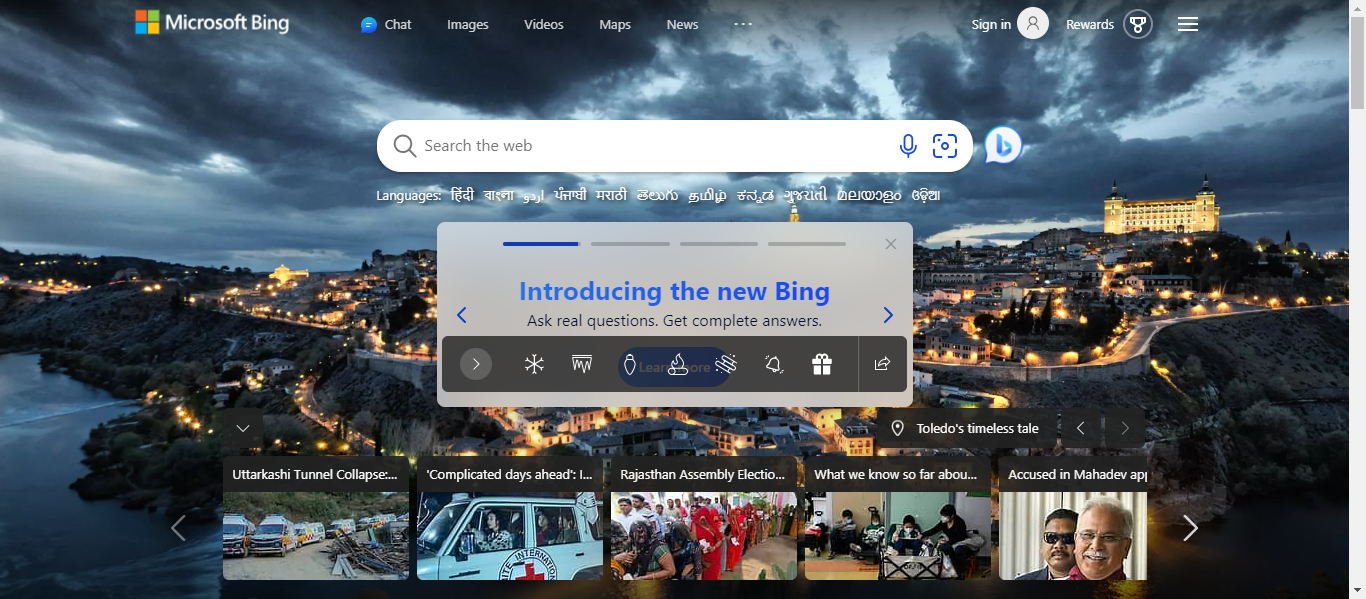 Microsoft Bing
Chat
Images
Videos
Maps
News
Sign in
Rewards
Search the web
Languages: हिंदी বাংলা اردو ਪੰਜਾਬੀ मराठी తెలుగు தமிழ் ಕನ್ನಡ ગુજરાતી മലയാളം ଓଡ଼ିଆ
Introducing the new Bing
Ask real questions. Get complete answers.
Learn more
Toledo's timeless tale
Uttarkashi Tunnel Collapse:...
'Complicated days ahead': I...
Rajasthan Assembly Electio...
What we know so far abou...
Accused in Mahadev app